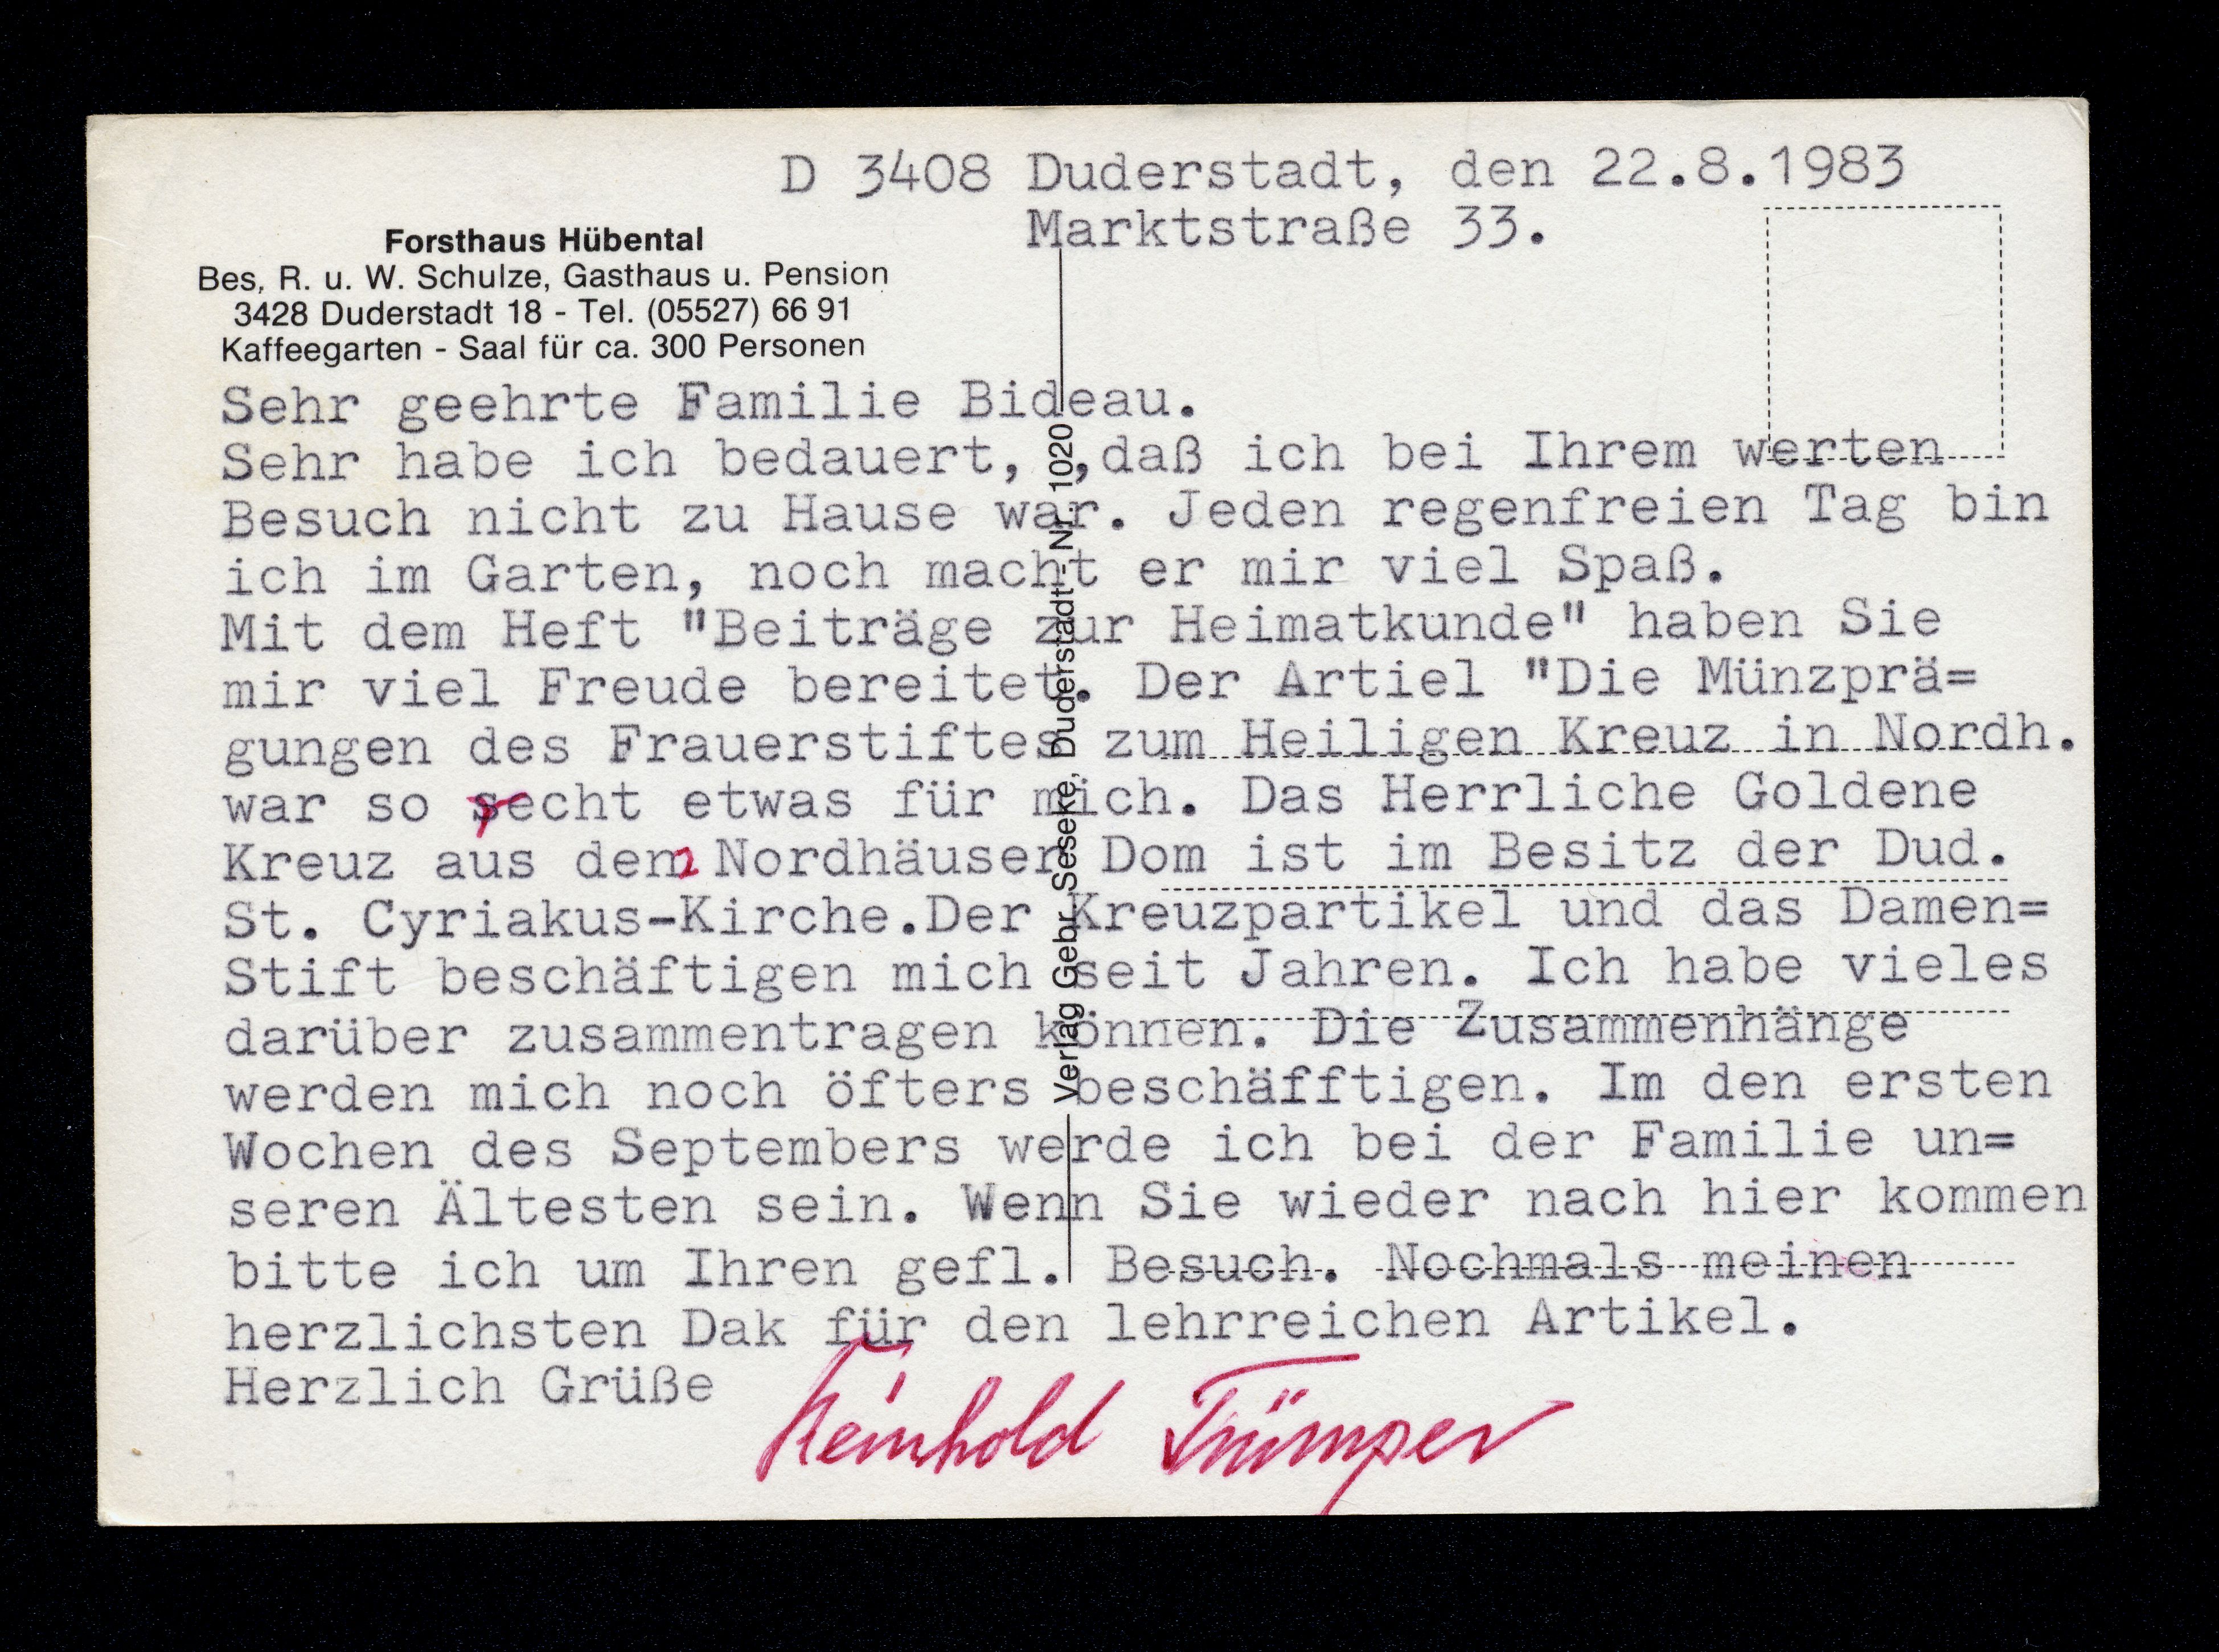 D 3408 Duderstadt, den 22.8.1983
Marktstraße 33.
Forsthaus Hübental
Bes, R. u. W. Schulze, Gasthaus u. Pension
3428 Duderstadt 18 - Tel. (05527) 66 91
Kaffeegarten - Saal für ca. 300 Personen
Sehr geehrte Familie Bideau.
Sehr habe ich bedauert, ,daß ich bei Ihrem werten
Besuch nicht zu Hause war. Jeden regenfreien Tag bin
ich im Garten, noch macht er mir viel Spaß.
Mit dem Heft "Beiträge zur Heimatkunde" haben Sie
mir viel Freude bereitet. Der Artiel "Die Münzprä=
gungen des Frauerstiftes zum Heiligen Kreuz in Nordh.
war so recht etwas für mich. Das Herrliche Goldene
Kreuz aus dem Nordhäuser Dom ist im Besitz der Dud.
St. Cyriakus-Kirche.Der Kreuzpartikel und das Damen=
Stift beschäftigen mich seit Jahren. Ich habe vieles
darüber zusammentragen können. Die Zusammenhänge
werden mich noch öfters beschäfftigen. Im den ersten
Wochen des Septembers werde ich bei der Familie un=
seren Ältesten sein. Wenn Sie wieder nach hier kommen
bitte ich um Ihren gefl. Besuch. Nochmals meinen
herzlichsten Dak für den lehrreichen Artikel.
Herzlich Grüße
Reinhold Trümper
Verlag Gebr. Seseke, Duderstadt - Nr. 1020